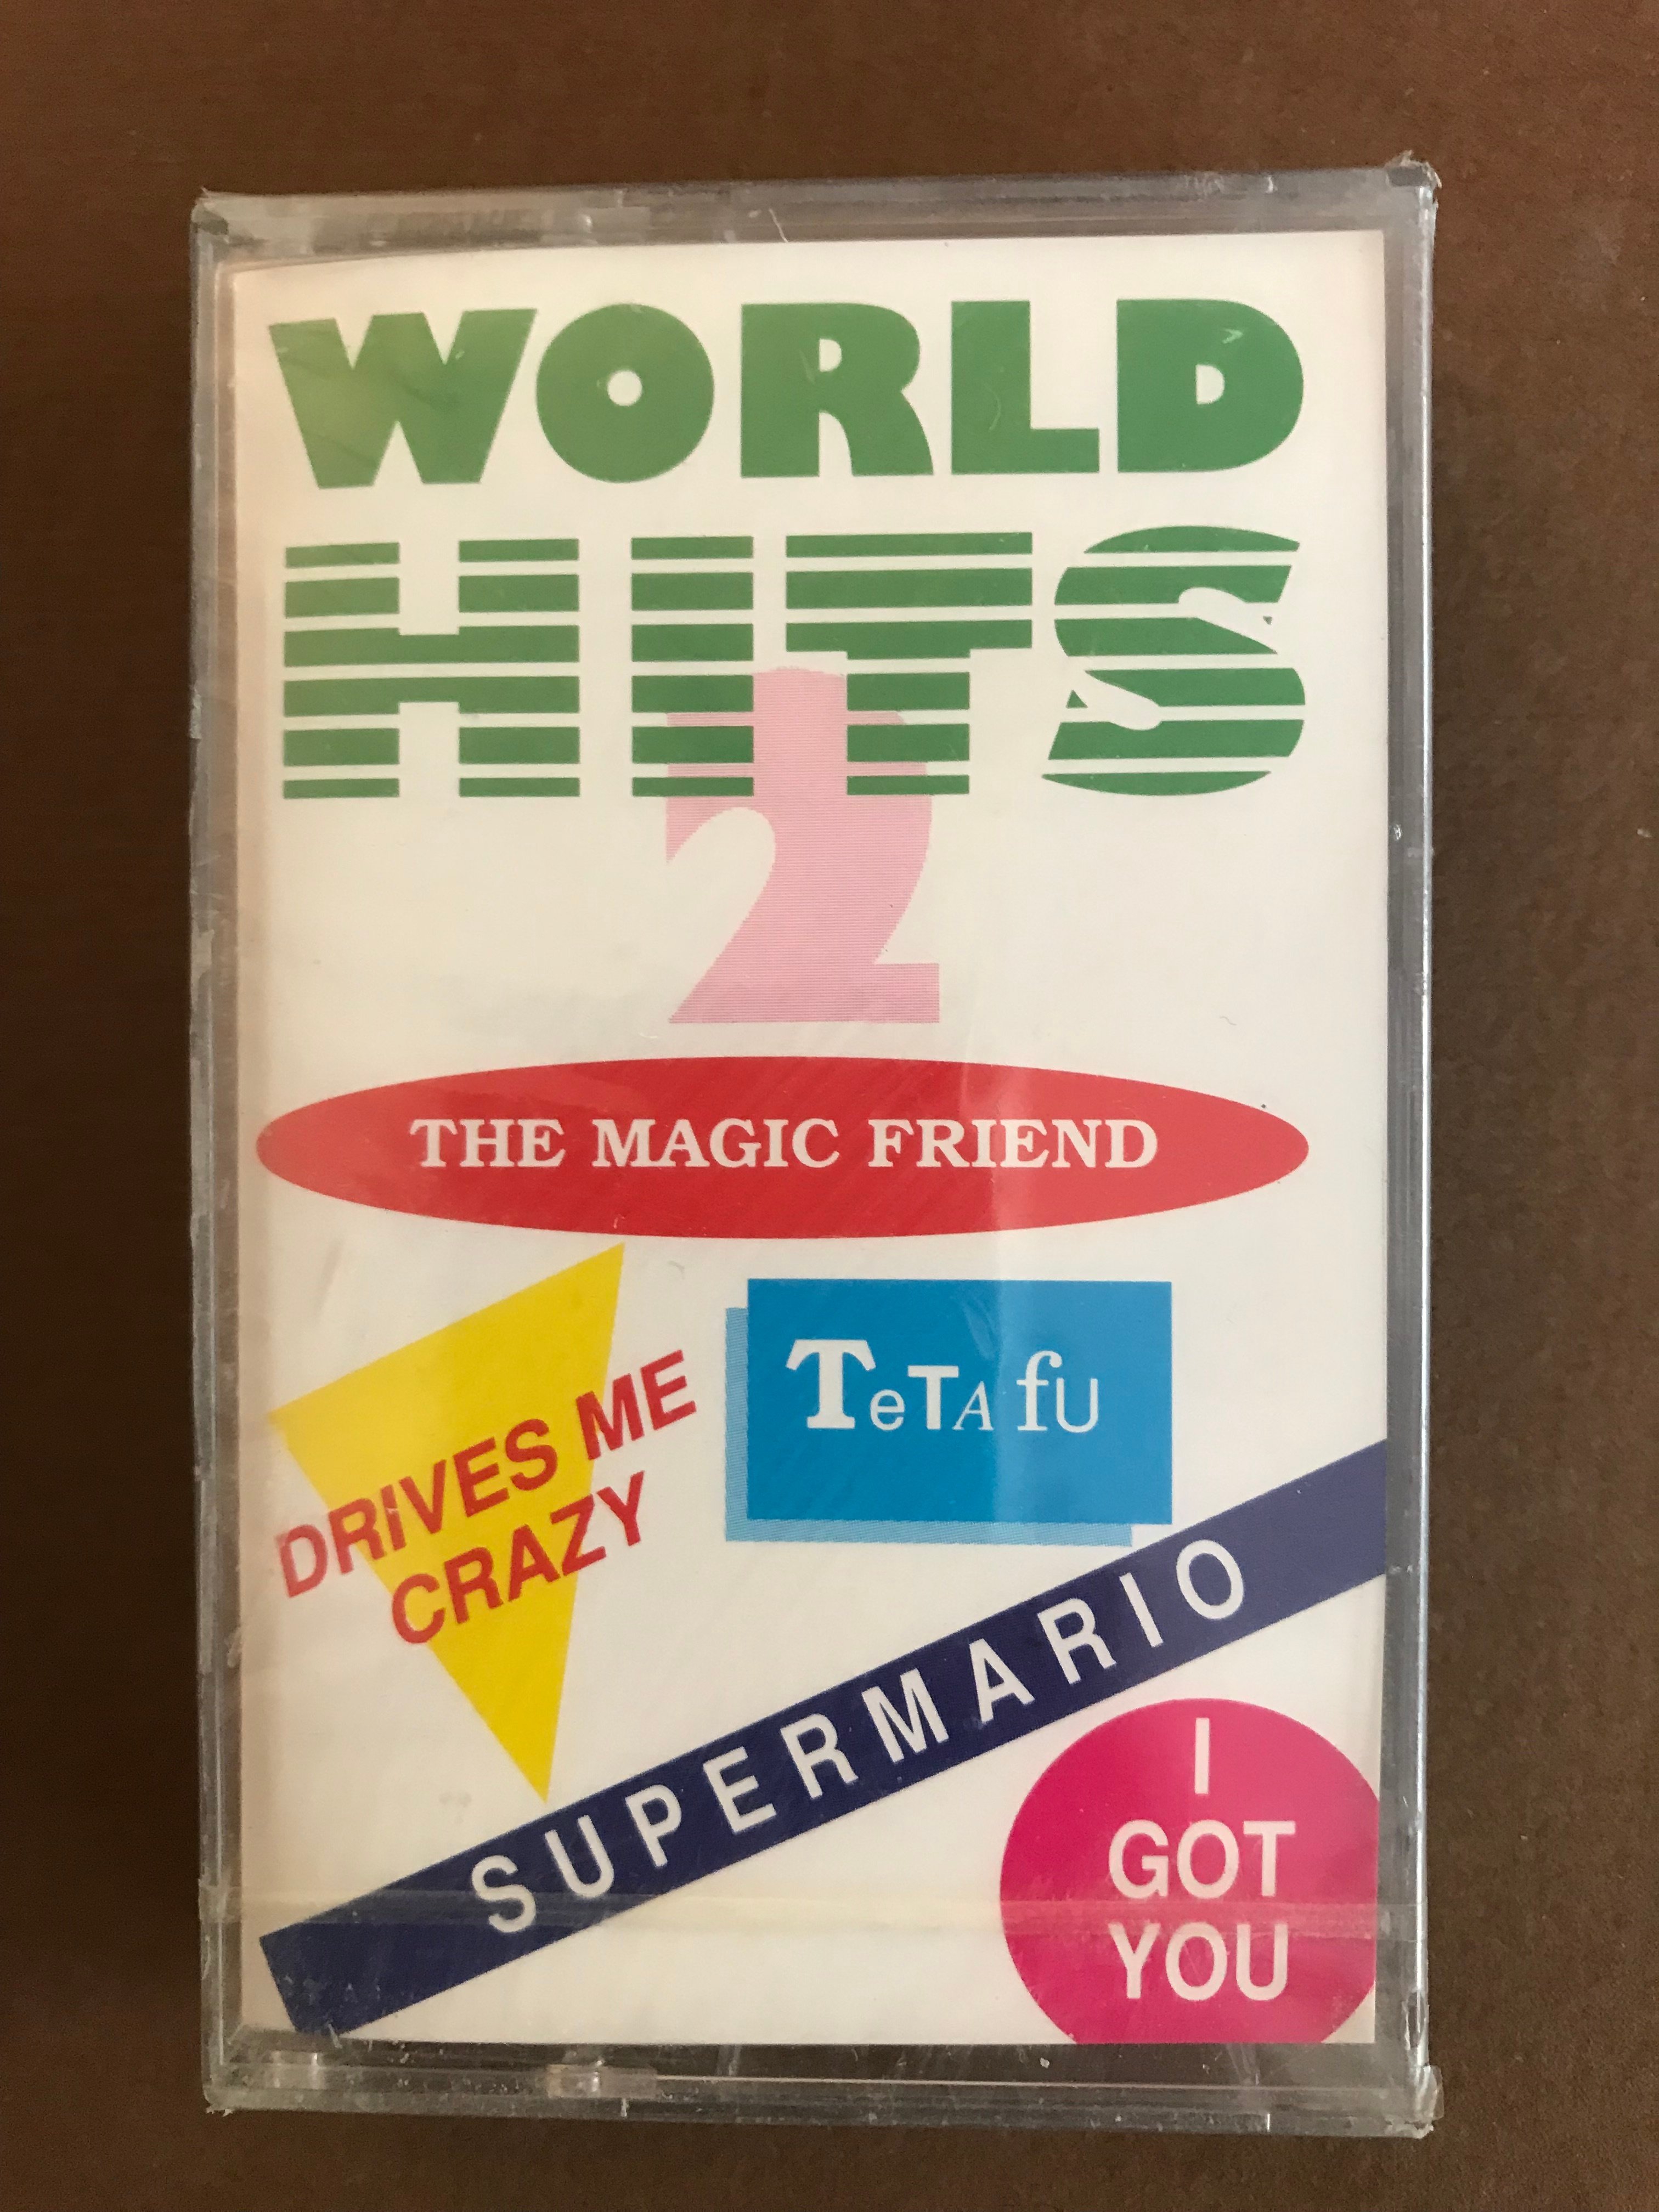 WORLD
HITS
2
THE MAGIC FRIEND
DRIVES ME
CRAZY
TeTA fU
SUPERMARIO
I
GOT
YOU